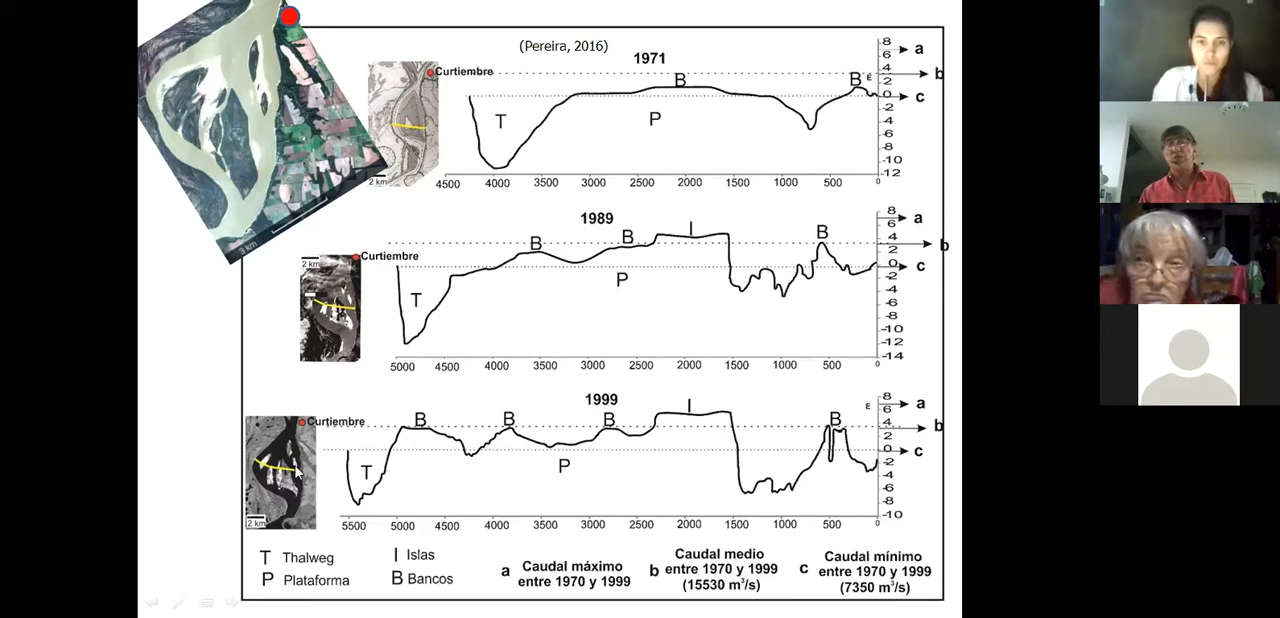 3 km
(Pereira, 2016)
1971
Curtiembre
2 km
B
B
E
T
P
8
6
4
2
0
-2
-4
-6
-8
-10
-12
a
b
c
4500 4000 3500 3000 2500 2000 1500 1000 500 0
1989
Curtiembre
2 km
B
B
I
B
T
P
8
6
4
2
0
-2
-4
-6
-8
-10
-12
-14
a
b
c
5000 4500 4000 3500 3000 2500 2000 1500 1000 500 0
1999
Curtiembre
2 km
B
B
B
I
B
E
T
P
8
6
4
2
0
-2
-4
-6
-8
-10
a
b
c
5500 5000 4500 4000 3500 3000 2500 2000 1500 1000 500 0
T Thalweg
P Plataforma
I Islas
B Bancos
a Caudal máximo
entre 1970 y 1999
b Caudal medio
entre 1970 y 1999
(15530 m³/s)
c Caudal mínimo
entre 1970 y 1999
(7350 m³/s)